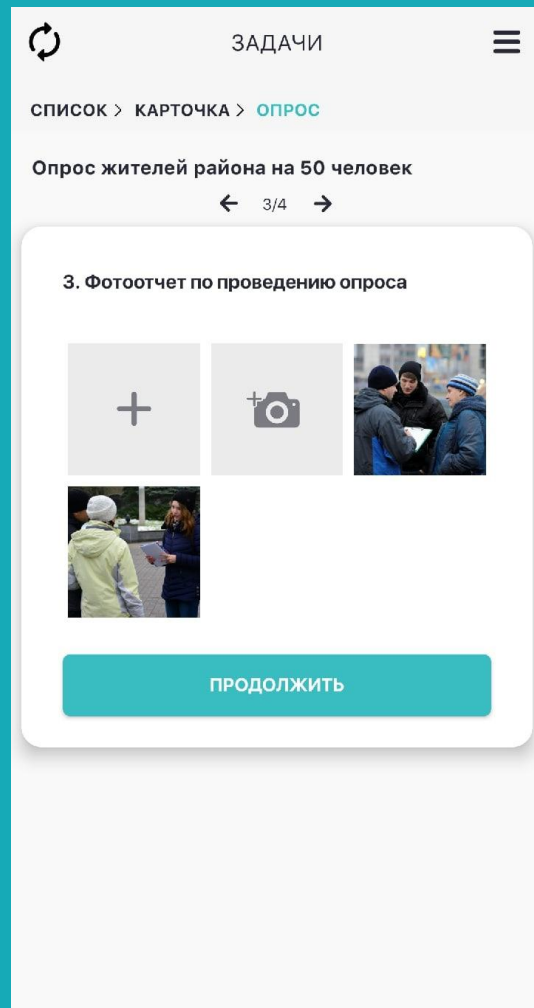 ЗАДАЧИ
СПИСОК > КАРТОЧКА > ОПРОС
Опрос жителей района на 50 человек
← 3/4 →
3. Фотоотчет по проведению опроса
ПРОДОЛЖИТЬ